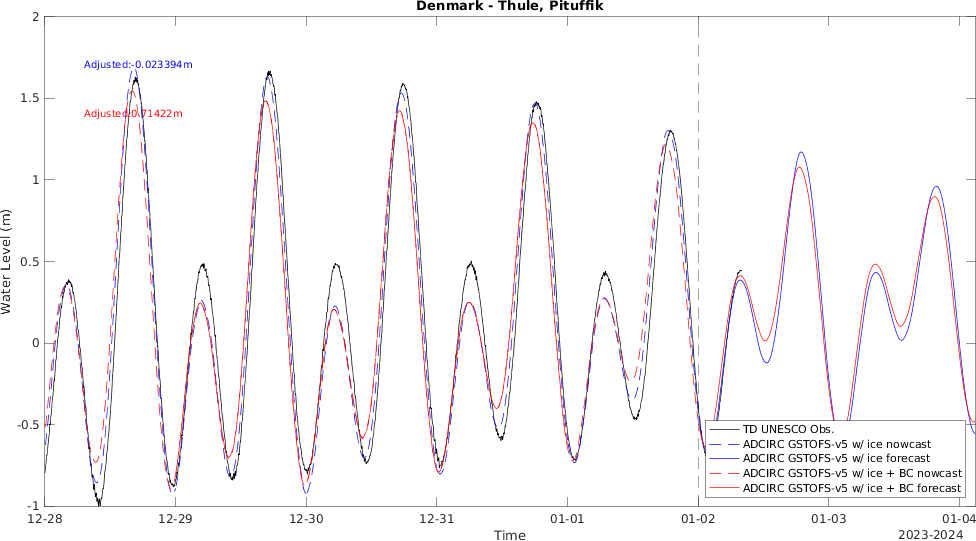 Denmark - Thule, Pituffik
2
1.5
1
0.5
0
-0.5
-1
Water Level (m)
Adjusted:-0.023394m
Adjusted:0.71422m
TD UNESCO Obs.
ADCIRC GSTOFS-v5 w/ ice nowcast
ADCIRC GSTOFS-v5 w/ ice forecast
ADCIRC GSTOFS-v5 w/ ice + BC nowcast
ADCIRC GSTOFS-v5 w/ ice + BC forecast
12-28 12-29 12-30 12-31 01-01 01-02 01-03 01-04
Time
2023-2024